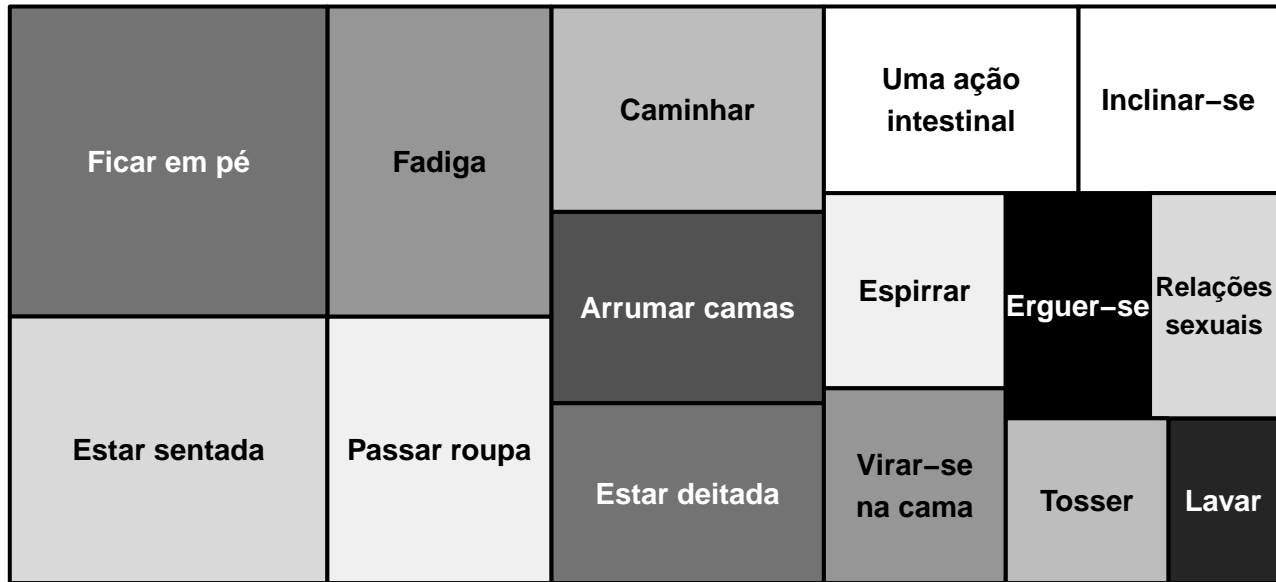 Ficar em pé
Fadiga
Caminhar
Uma ação
intestinal
Inclinar−se
Arrumar camas
Espirrar
Erguer−se
Relações
sexuais
Estar sentada
Passar roupa
Estar deitada
Virar−se
na cama
Tosser
Lavar